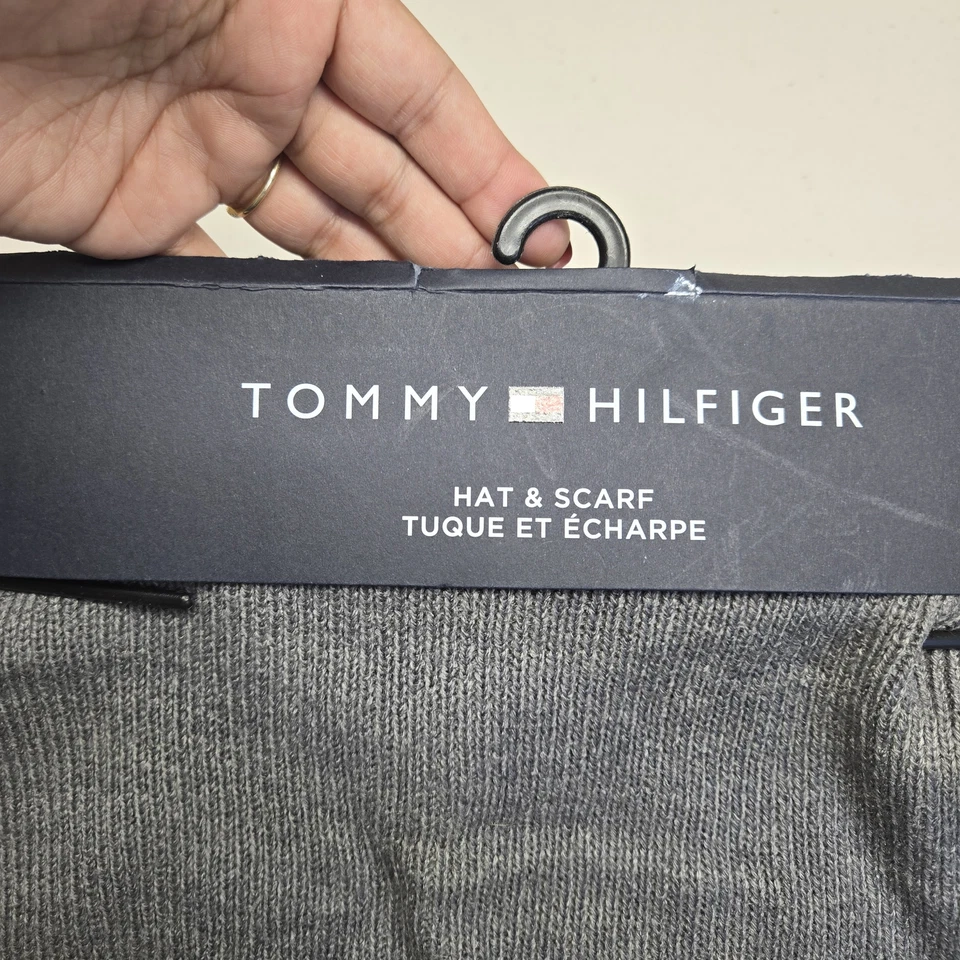 TOMMY HILFIGER
HAT & SCARF
TUQUE ET ÉCHARPE